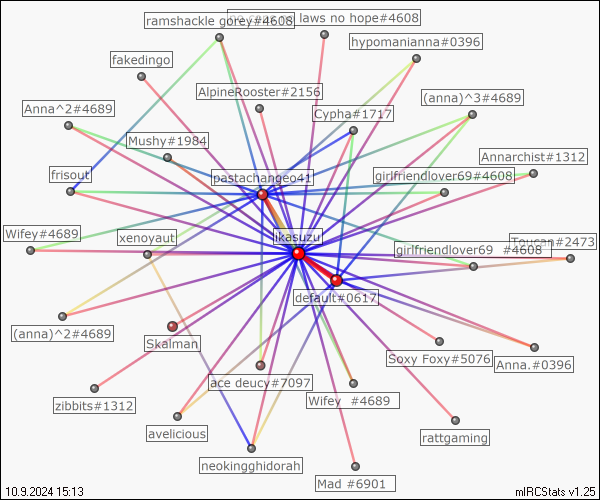 ramshackle gorey#4608
laws no hope#4608
hypomanianna#0396
fakedingo
AlpineRooster#2156
(anna)^3#4689
Anna^2#4689
Cypha#1717
Mushy#1984
Annarchist#1312
frisout
pastachangeo41
girlfriendlover69#4608
Wifey#4689
xenoyaut
ikasuzu
Toucan#2473
girlfriendlover69 #4608
default#0617
(anna)^2#4689
Skalman
Soxy Foxy#5076
Anna.#0396
ace deucy#7097
zibbits#1312
Wifey #4689
avelicious
rattgaming
neokingghidorah
Mad #6901
10.9.2024 15:13
mIRCStats v1.25